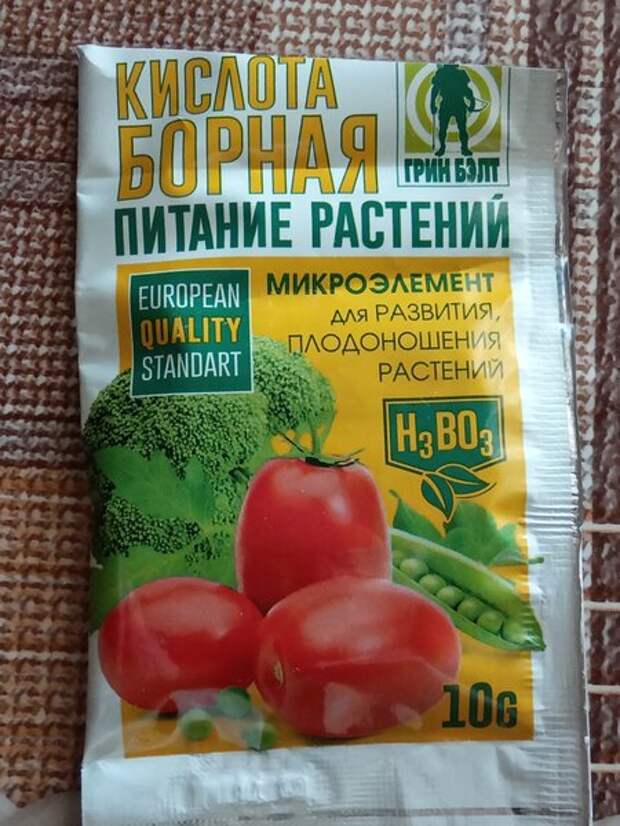 КИСЛОТА
БОРНАЯ
ГРИН БЭЛТ
ПИТАНИЕ РАСТЕНИЙ
EUROPEAN
QUALITY
STANDART
МИКРОЭЛЕМЕНТ
для РАЗВИТИЯ,
ПЛОДОНОШЕНИЯ
РАСТЕНИЙ
H₃BO₃
10G